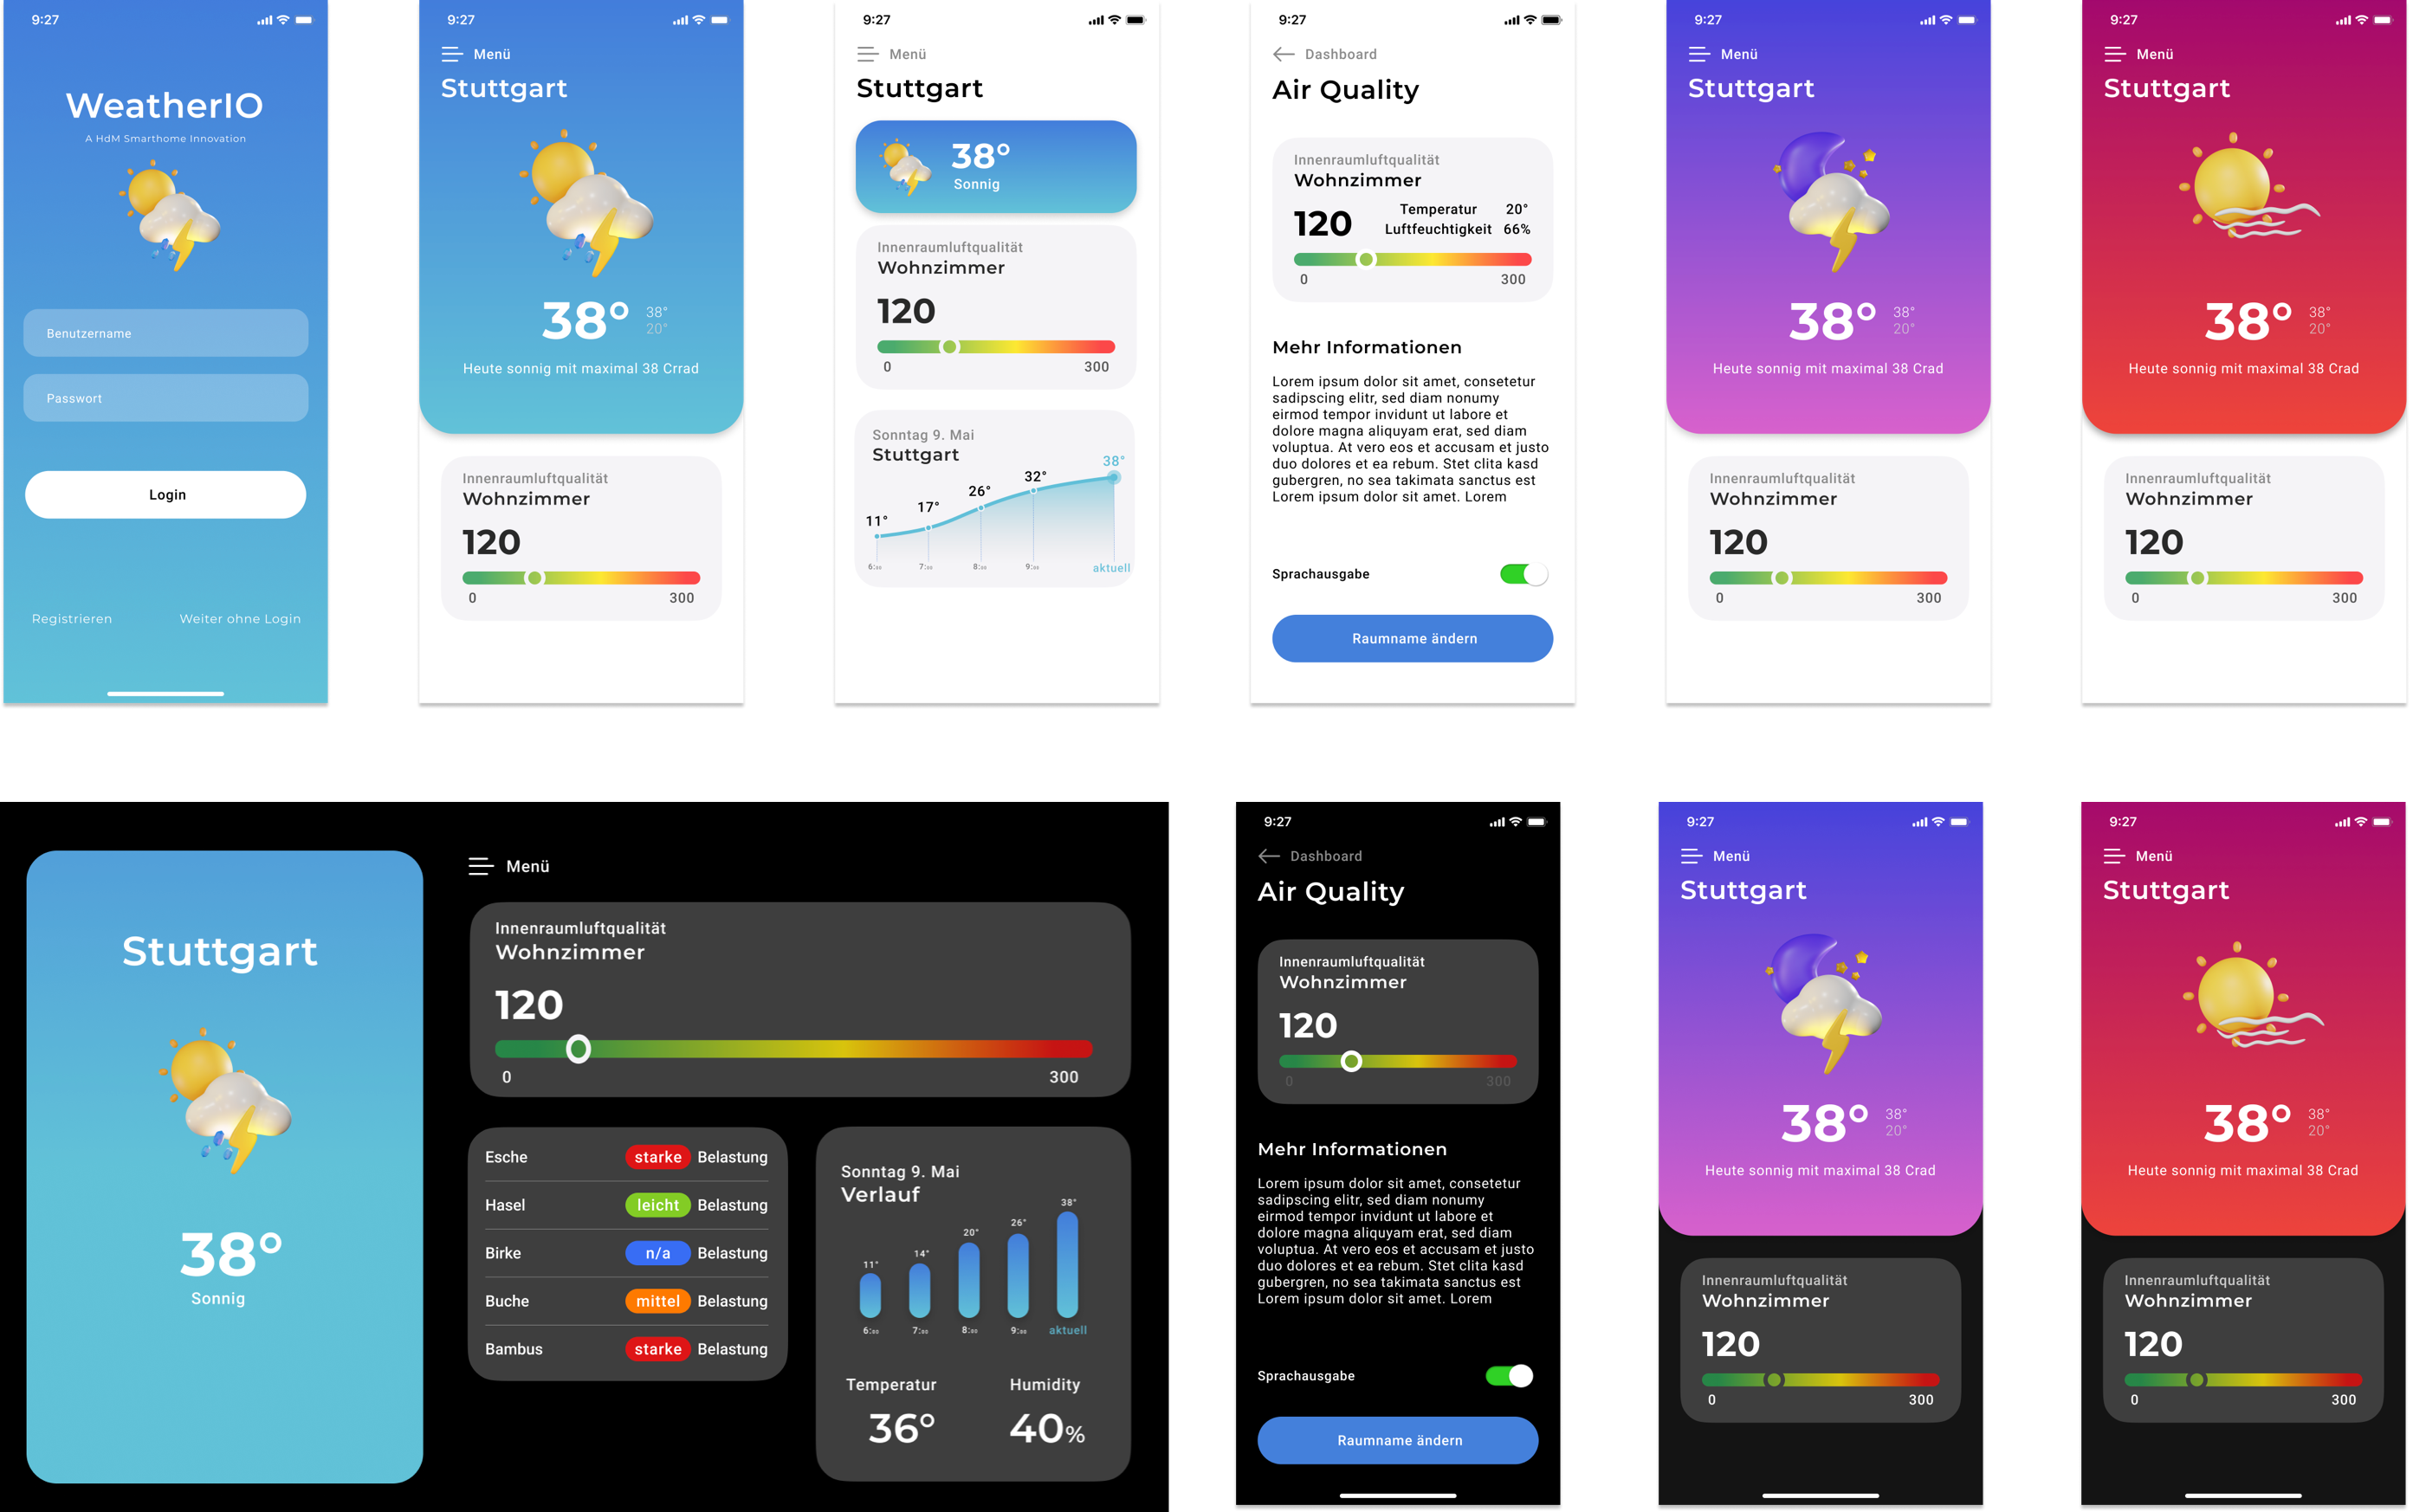 9:27
WeatherIO
A HdM Smarthome Innovation
Benutzername
Passwort
Login
Registrieren
Weiter ohne Login
9:27
Menü
Stuttgart
38°
38°
20°
Heute sonnig mit maximal 38 Crrad
Innenraumluftqualität
Wohnzimmer
120
0
300
9:27
Menü
Stuttgart
38°
Sonnig
Innenraumluftqualität
Wohnzimmer
120
0
300
Sonntag 9. Mai
Stuttgart
11°
17°
26°
32°
38°
6:00
7:00
8:00
9:00
aktuell
9:27
Dashboard
Air Quality
Innenraumluftqualität
Wohnzimmer
120
Temperatur 20°
Luftfeuchtigkeit 66%
0
300
Mehr Informationen
Lorem ipsum dolor sit amet, consetetur
sadipscing elitr, sed diam nonumy
eirmod tempor invidunt ut labore et
dolore magna aliquyam erat, sed diam
voluptua. At vero eos et accusam et justo
duo dolores et ea rebum. Stet clita kasd
gubergren, no sea takimata sanctus est
Lorem ipsum dolor sit amet. Lorem
Sprachausgabe
Raumname ändern
9:27
Menü
Stuttgart
38°
38°
20°
Heute sonnig mit maximal 38 Crad
Innenraumluftqualität
Wohnzimmer
120
0
300
9:27
Menü
Stuttgart
38°
38°
20°
Heute sonnig mit maximal 38 Crad
Innenraumluftqualität
Wohnzimmer
120
0
300
Stuttgart
38°
Sonnig
Menü
Innenraumluftqualität
Wohnzimmer
120
0
300
Esche starke Belastung
Hasel leicht Belastung
Birke n/a Belastung
Buche mittel Belastung
Bambus starke Belastung
Sonntag 9. Mai
Verlauf
11°
14°
20°
26°
38°
6:00
7:00
8:00
9:00
aktuell
Temperatur
36°
Humidity
40%
9:27
Dashboard
Air Quality
Innenraumluftqualität
Wohnzimmer
120
0
300
Mehr Informationen
Lorem ipsum dolor sit amet, consetetur
sadipscing elitr, sed diam nonumy
eirmod tempor invidunt ut labore et
dolore magna aliquyam erat, sed diam
voluptua. At vero eos et accusam et justo
duo dolores et ea rebum. Stet clita kasd
gubergren, no sea takimata sanctus est
Lorem ipsum dolor sit amet. Lorem
Sprachausgabe
Raumname ändern
9:27
Menü
Stuttgart
38°
38°
20°
Heute sonnig mit maximal 38 Crad
Innenraumluftqualität
Wohnzimmer
120
0
300
9:27
Menü
Stuttgart
38°
38°
20°
Heute sonnig mit maximal 38 Crad
Innenraumluftqualität
Wohnzimmer
120
0
300